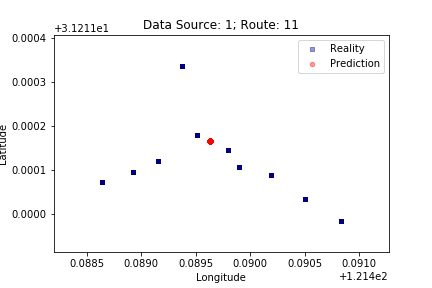 Data Source: 1; Route: 11
+3.1211e1
0.0004
0.0003
0.0002
0.0001
0.0000
Latitude
Reality
Prediction
0.0885 0.0890 0.0895 0.0900 0.0905 0.0910
Longitude
+1.214e2